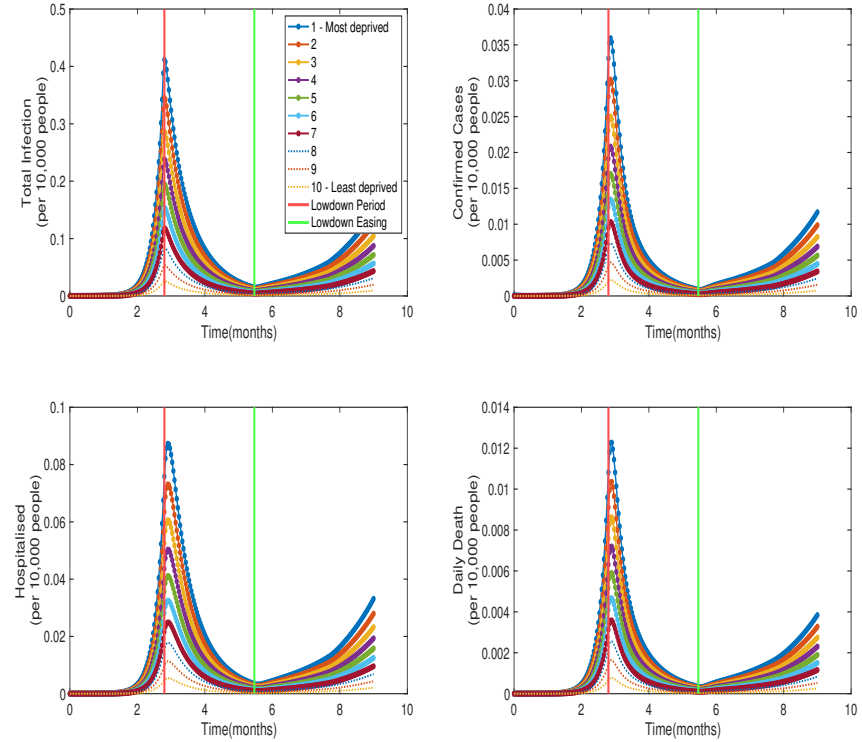 0.5
0.4
0.3
0.2
0.1
0
Total Infection
(per 10,000 people)
0 2 4 6 8 10
Time(months)
1 - Most deprived
2
3
4
5
6
7
8
9
10 - Least deprived
Lowdown Period
Lowdown Easing
0.04
0.035
0.03
0.025
0.02
0.015
0.01
0.005
0
Confirmed Cases
(per 10,000 people)
0 2 4 6 8 10
Time(months)
0.1
0.08
0.06
0.04
0.02
0
Hospitalised
(per 10,000 people)
0 2 4 6 8 10
Time(months)
0.014
0.012
0.01
0.008
0.006
0.004
0.002
0
Daily Death
(per 10,000 people)
0 2 4 6 8 10
Time(months)